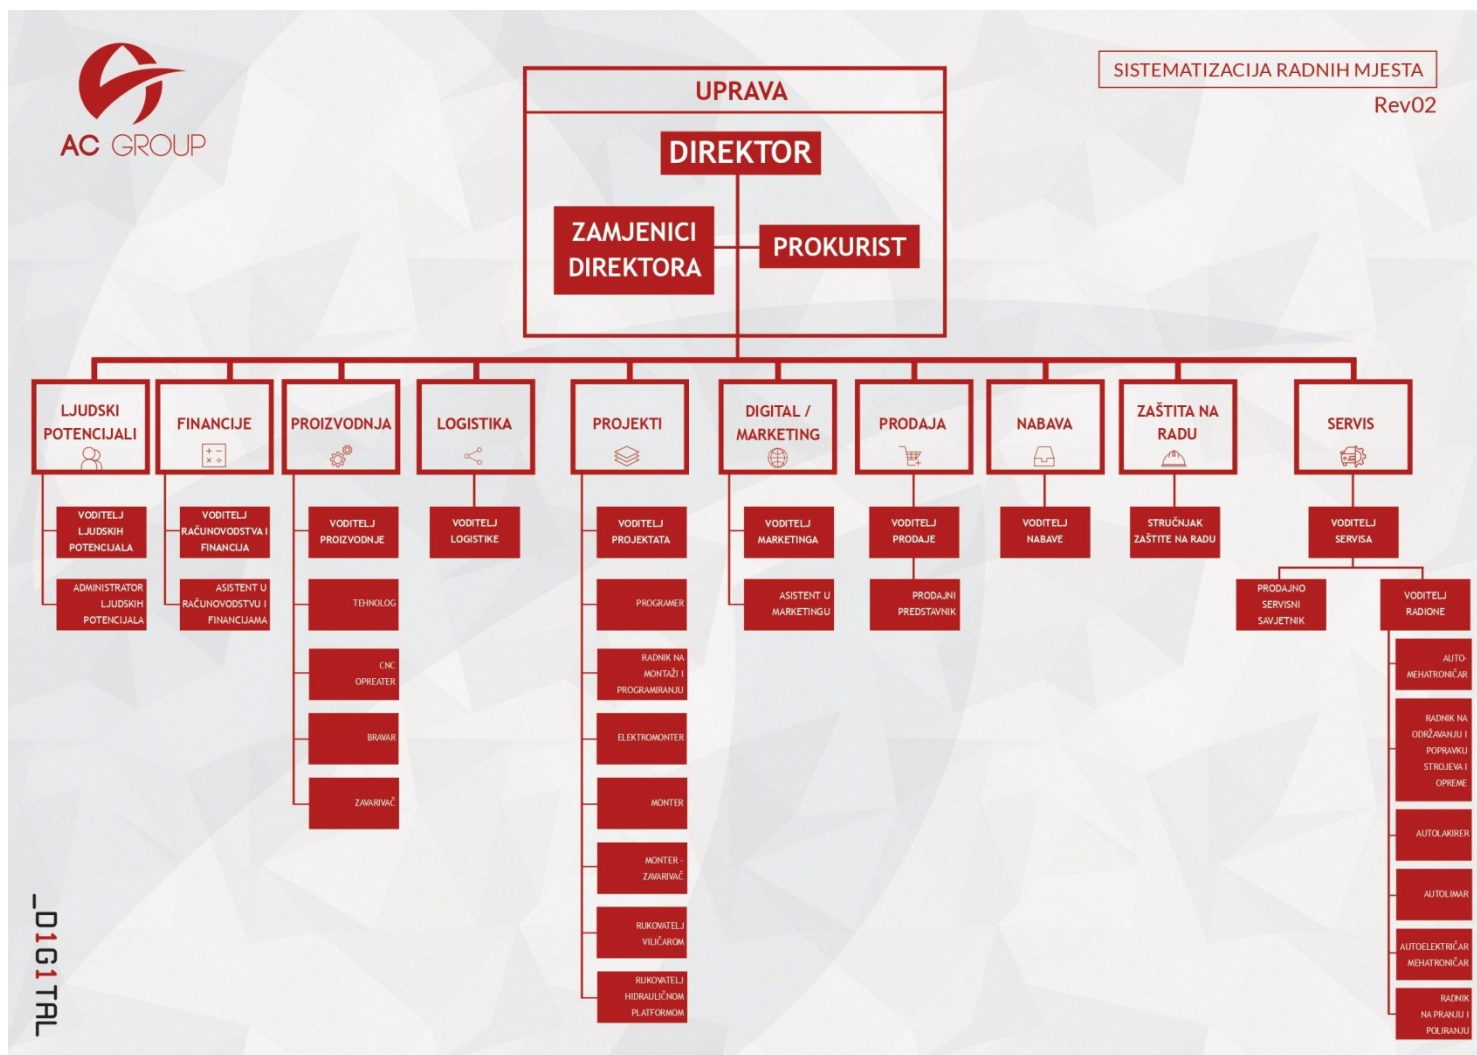 AC GROUP
SISTEMATIZACIJA RADNIH MJESTA
Rev02
UPRAVA
DIREKTOR
ZAMJENICI
DIREKTORA
PROKURIST
LJUDSKI
POTENCIJALI
FINANCIJE
PROIZVODNJA
LOGISTIKA
PROJEKTI
DIGITAL /
MARKETING
PRODAJA
NABAVA
ZAŠTITA NA
RADU
SERVIS
VODITELJ
LJUDSKIH
POTENCIJALA
ADMINISTRATOR
LJUDSKIH
POTENCIJALA
VODITELJ
RAČUNOVODSTVA I
FINANCIJA
ASISTENT U
RAČUNOVODSTVU I
FINANCIJAMA
VODITELJ
PROIZVODNJE
TEHNOLOG
CNC
OPREATER
BRAVAR
ZAVARIVAČ
VODITELJ
LOGISTIKE
VODITELJ
PROJEKTATA
PROGRAMER
RADNIK NA
MONTAŽI I
PROGRAMIRANJU
ELEKTROMONTER
MONTER
MONTER -
ZAVARIVAČ
RUKOVATELJ
VILIČAROM
RUKOVATELJ
HIDRAULIČNOM
PLATFORMOM
VODITELJ
MARKETINGA
ASISTENT U
MARKETINGU
VODITELJ
PRODAJE
PRODAJNI
PREDSTAVNIK
VODITELJ
NABAVE
STRUČNJAK
ZAŠTITE NA RADU
VODITELJ
SERVISA
PRODAJNO
SERVISNI
SAVJETNIK
VODITELJ
RADIONE
AUTO-
MEHATRONIČAR
RADNIK NA
ODRŽAVANJU I
POPRAVKU
STROJEVA I
OPREME
AUTOLAKIRER
AUTOLIMAR
AUTOELEKTRIČAR
MEHATRONIČAR
RADNIK
NA PRANJU I
POLIRANJU
_D1G1TAL